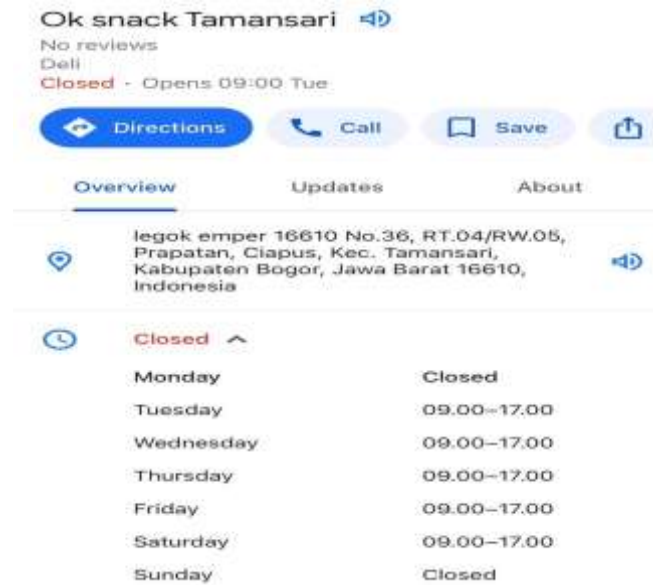 Ok snack Tamansari
No reviews
Deli
Closed · Opens 09:00 Tue
Directions Call Save
Overview Updates About
legok emper 16610 No.36, RT.04/RW.05,
Prapatan, Ciapus, Kec. Tamansari,
Kabupaten Bogor, Jawa Barat 16610,
Indonesia
Closed
Monday Closed
Tuesday 09.00–17.00
Wednesday 09.00–17.00
Thursday 09.00–17.00
Friday 09.00–17.00
Saturday 09.00–17.00
Sunday Closed